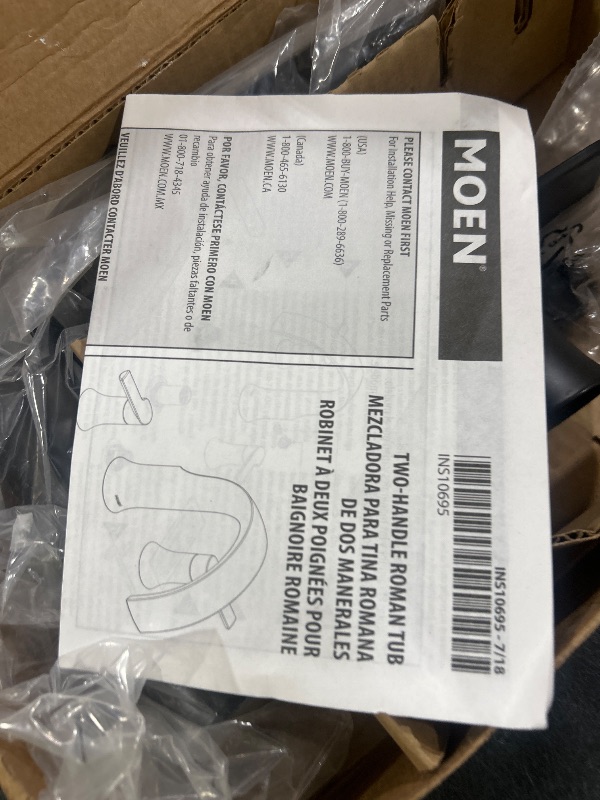 MOEN®
PLEASE CONTACT MOEN FIRST
For Installation Help, Missing or Replacement Parts
(USA)
1-800-BUY-MOEN (1-800-289-6636)
WWW.MOEN.COM
(Canada)
1-800-465-6130
WWW.MOEN.CA
POR FAVOR, CONTÁCTESE PRIMERO CON MOEN
Para obtener ayuda de instalación, piezas faltantes o de
recambio
01-800-718-4345
WWW.MOEN.COM.MX
VEUILLEZ D'ABORD CONTACTER MOEN
INS10695 - 7/18
INS10695
TWO-HANDLE ROMAN TUB
MEZCLADORA PARA TINA ROMANA
DE DOS MANERALES
ROBINET À DEUX POIGNÉES POUR
BAIGNOIRE ROMAINE